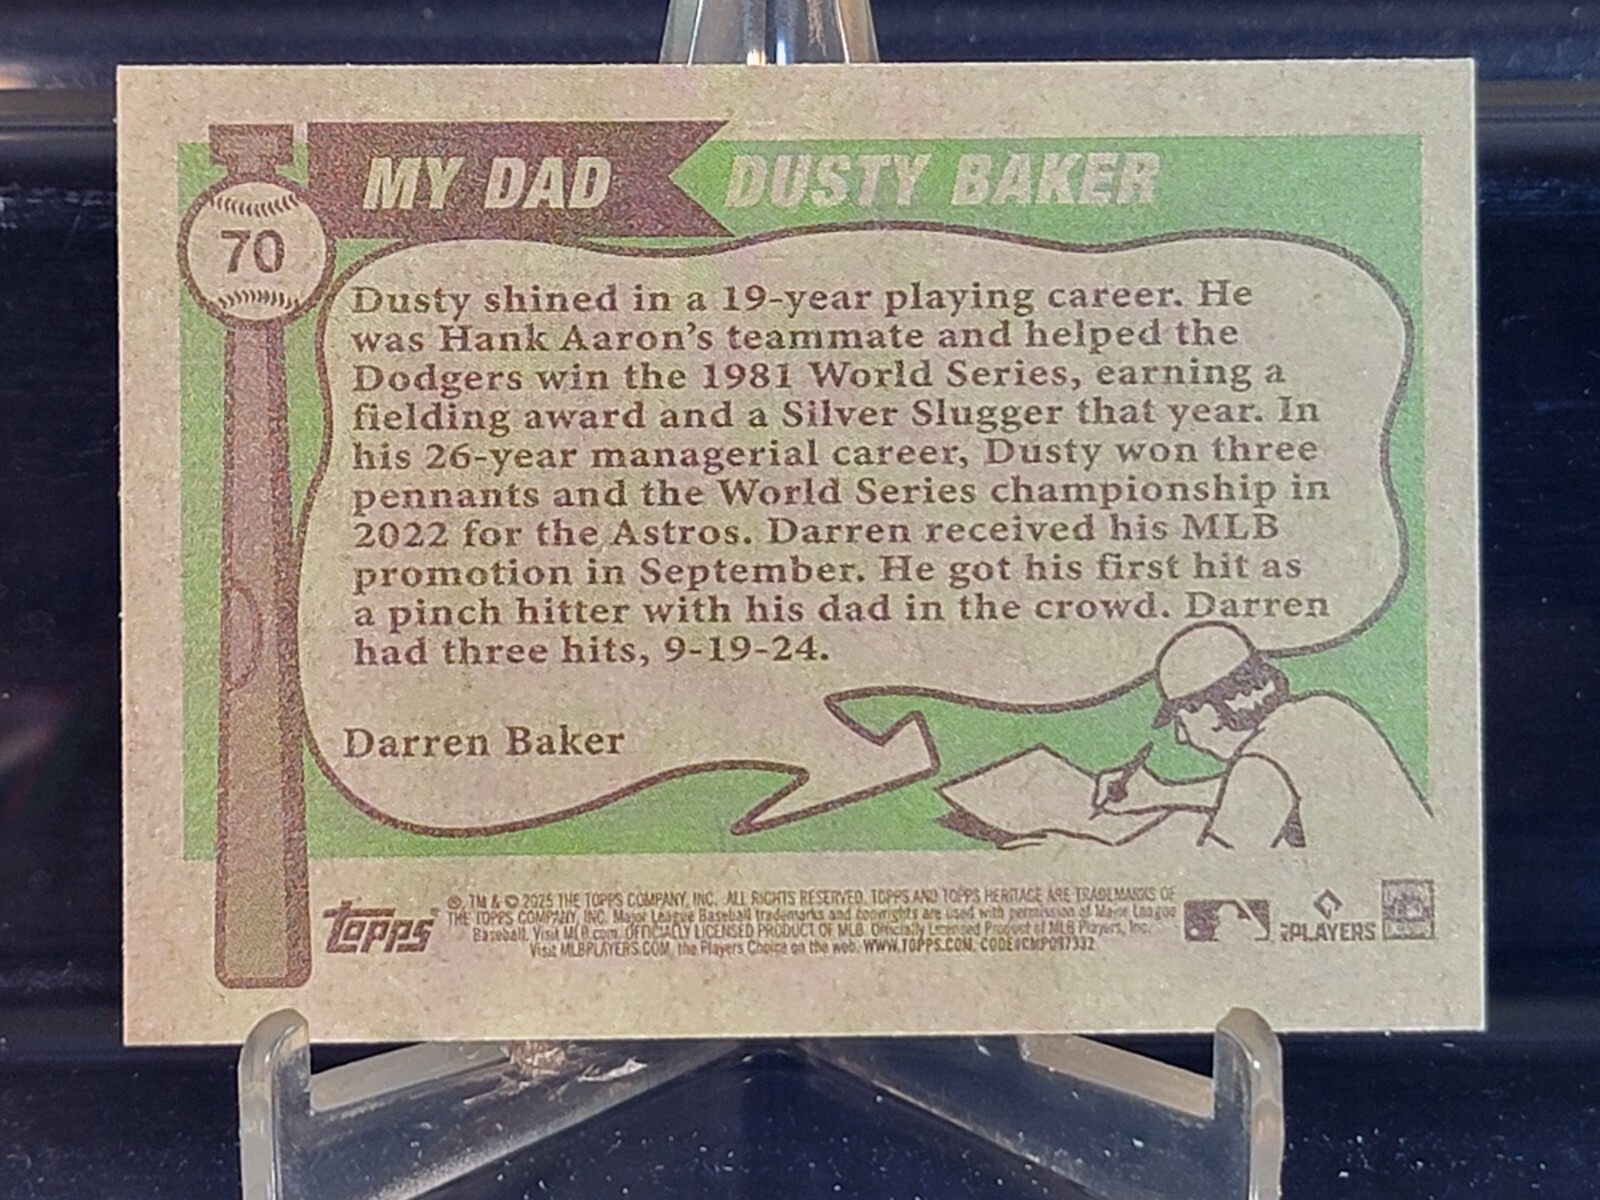 MY DAD DUSTY BAKER
70
Dusty shined in a 19-year playing career. He
was Hank Aaron's teammate and helped the
Dodgers win the 1981 World Series, earning a
fielding award and a Silver Slugger that year. In
his 26-year managerial career, Dusty won three
pennants and the World Series championship in
2022 for the Astros. Darren received his MLB
promotion in September. He got his first hit as
a pinch hitter with his dad in the crowd. Darren
had three hits, 9-19-24.
Darren Baker
topps
®, TM & © 2025 THE TOPPS COMPANY, INC. ALL RIGHTS RESERVED. TOPPS AND TOPPS HERITAGE ARE TRADEMARKS OF
THE TOPPS COMPANY, INC. Major League Baseball trademarks and copyrights are used with permission of Major League
Baseball. Visit MLB.com. OFFICIALLY LICENSED PRODUCT OF MLB. Officially Licensed Product of MLB Players, Inc.
Visit MLBPLAYERS.COM, the Players Choice on the web. WWW.TOPPS.COM. CODE#CMP087332
PLAYERS